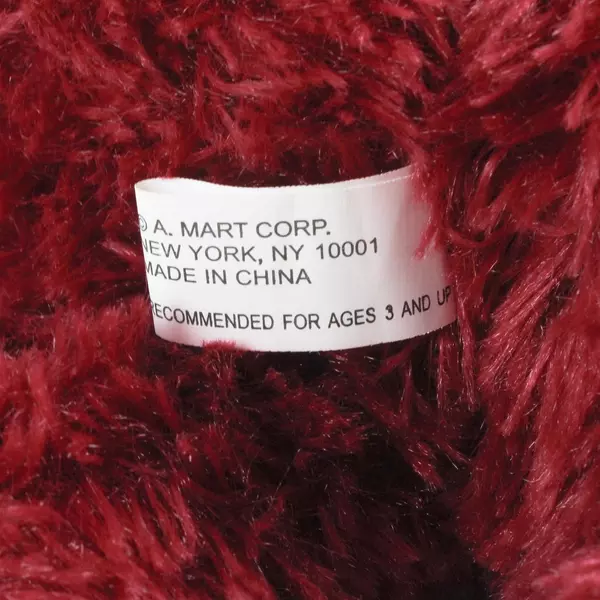 © A. MART CORP.
NEW YORK, NY 10001
MADE IN CHINA
RECOMMENDED FOR AGES 3 AND UP